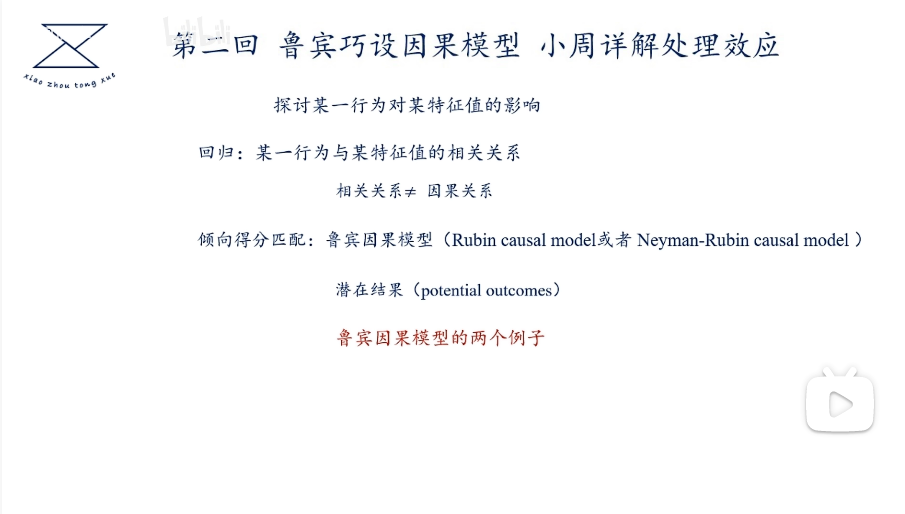 第二回 鲁宾巧设因果模型 小周详解处理效应
xiao zhou tong xue
探讨某一行为对某特征值的影响
回归：某一行为与某特征值的相关关系
相关关系≠ 因果关系
倾向得分匹配：鲁宾因果模型（Rubin causal model或者 Neyman-Rubin causal model ）
潜在结果（potential outcomes）
鲁宾因果模型的两个例子